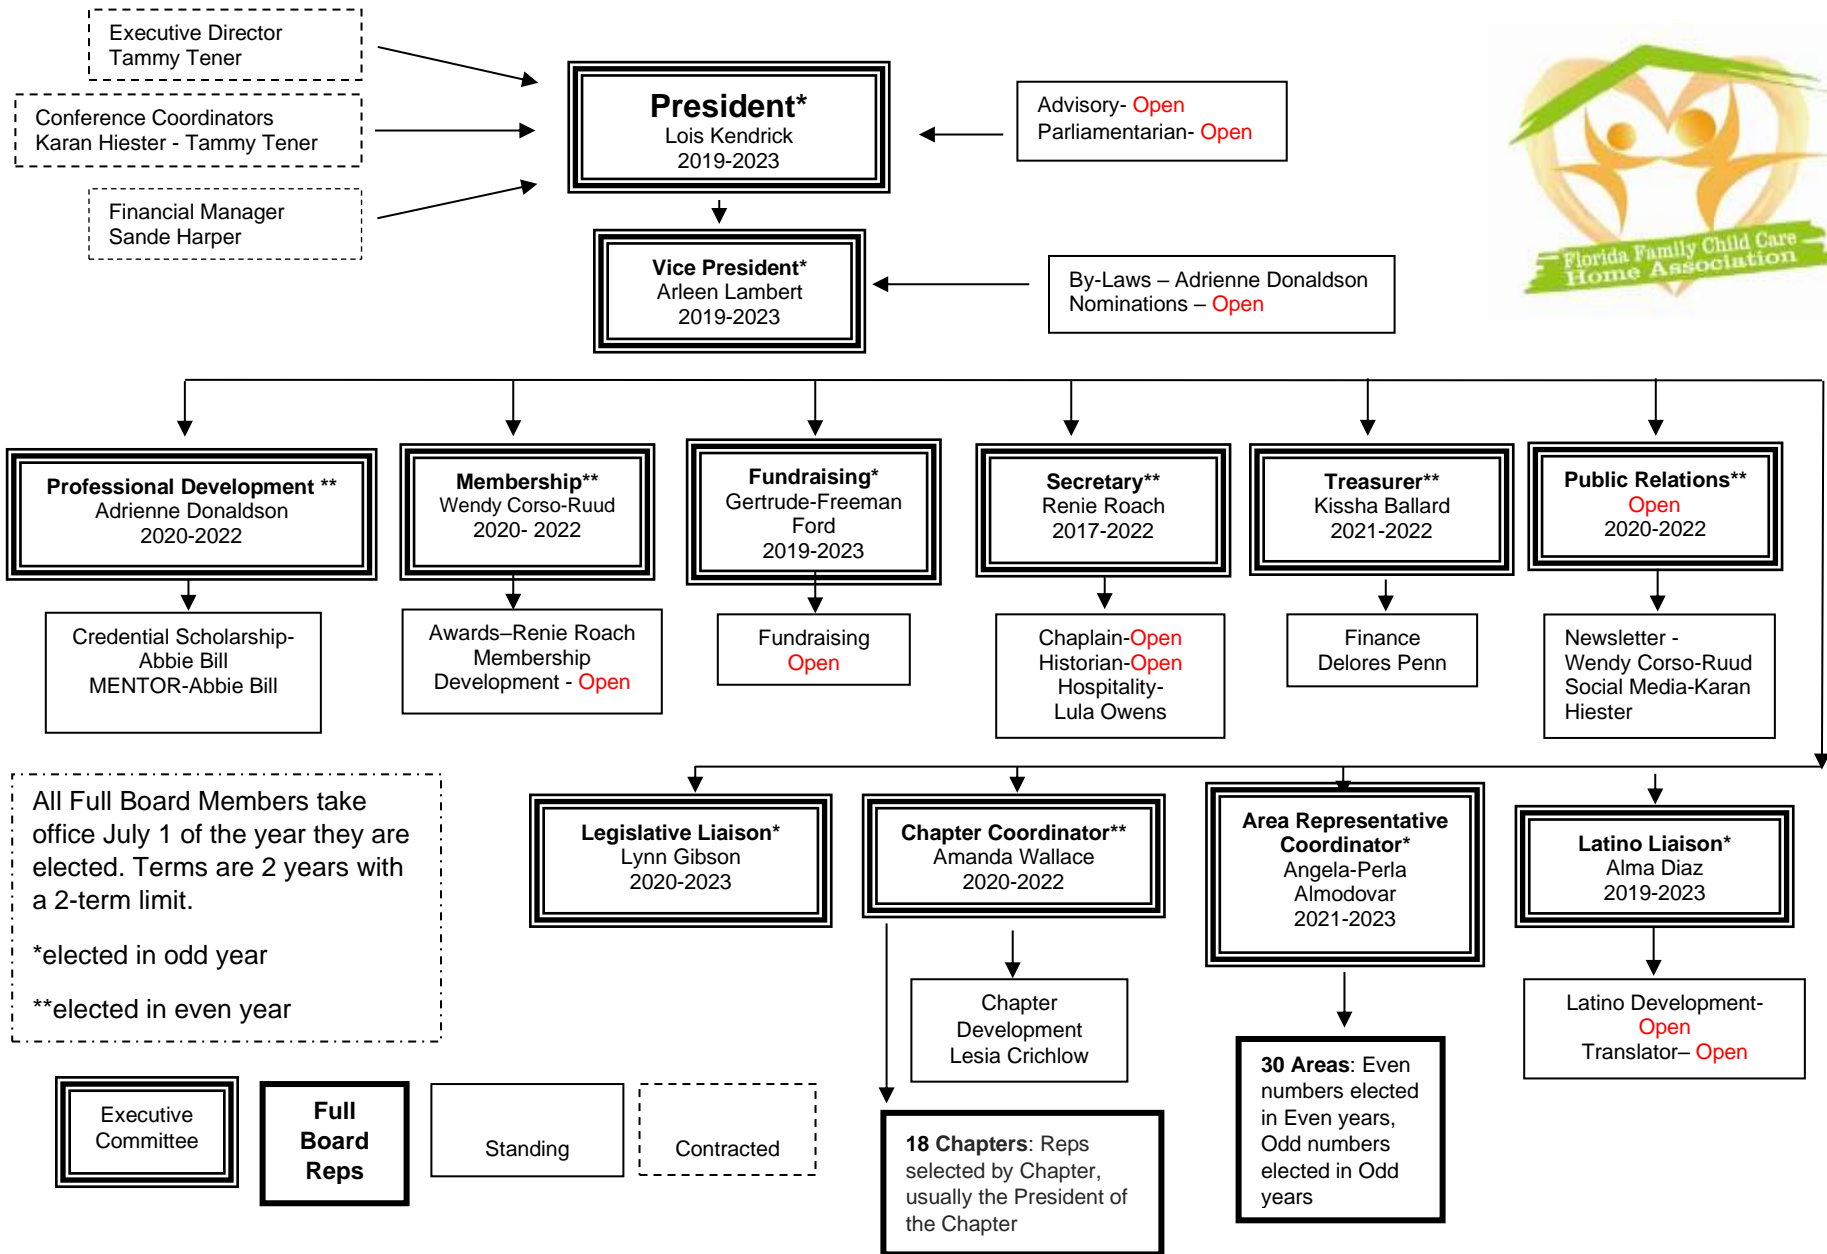 Executive Director
Tammy Tener
Conference Coordinators
Karan Hiester - Tammy Tener
Financial Manager
Sande Harper
President*
Lois Kendrick
2019-2023
Advisory- Open
Parliamentarian- Open
Florida Family Child Care
Home Association
Vice President*
Arleen Lambert
2019-2023
By-Laws – Adrienne Donaldson
Nominations – Open
Professional Development **
Adrienne Donaldson
2020-2022
Membership**
Wendy Corso-Ruud
2020- 2022
Fundraising*
Gertrude-Freeman
Ford
2019-2023
Secretary**
Renie Roach
2017-2022
Treasurer**
Kissha Ballard
2021-2022
Public Relations**
Open
2020-2022
Credential Scholarship-
Abbie Bill
MENTOR-Abbie Bill
Awards–Renie Roach
Membership
Development - Open
Fundraising
Open
Chaplain-Open
Historian-Open
Hospitality-
Lula Owens
Finance
Delores Penn
Newsletter -
Wendy Corso-Ruud
Social Media-Karan
Hiester
All Full Board Members take
office July 1 of the year they are
elected. Terms are 2 years with
a 2-term limit.
*elected in odd year
**elected in even year
Legislative Liaison*
Lynn Gibson
2020-2023
Chapter Coordinator**
Amanda Wallace
2020-2022
Area Representative
Coordinator*
Angela-Perla
Almodovar
2021-2023
Latino Liaison*
Alma Diaz
2019-2023
Chapter
Development
Lesia Crichlow
Latino Development-
Open
Translator– Open
30 Areas: Even
numbers elected
in Even years,
Odd numbers
elected in Odd
years
18 Chapters: Reps
selected by Chapter,
usually the President of
the Chapter
Executive
Committee
Full
Board
Reps
Standing
Contracted